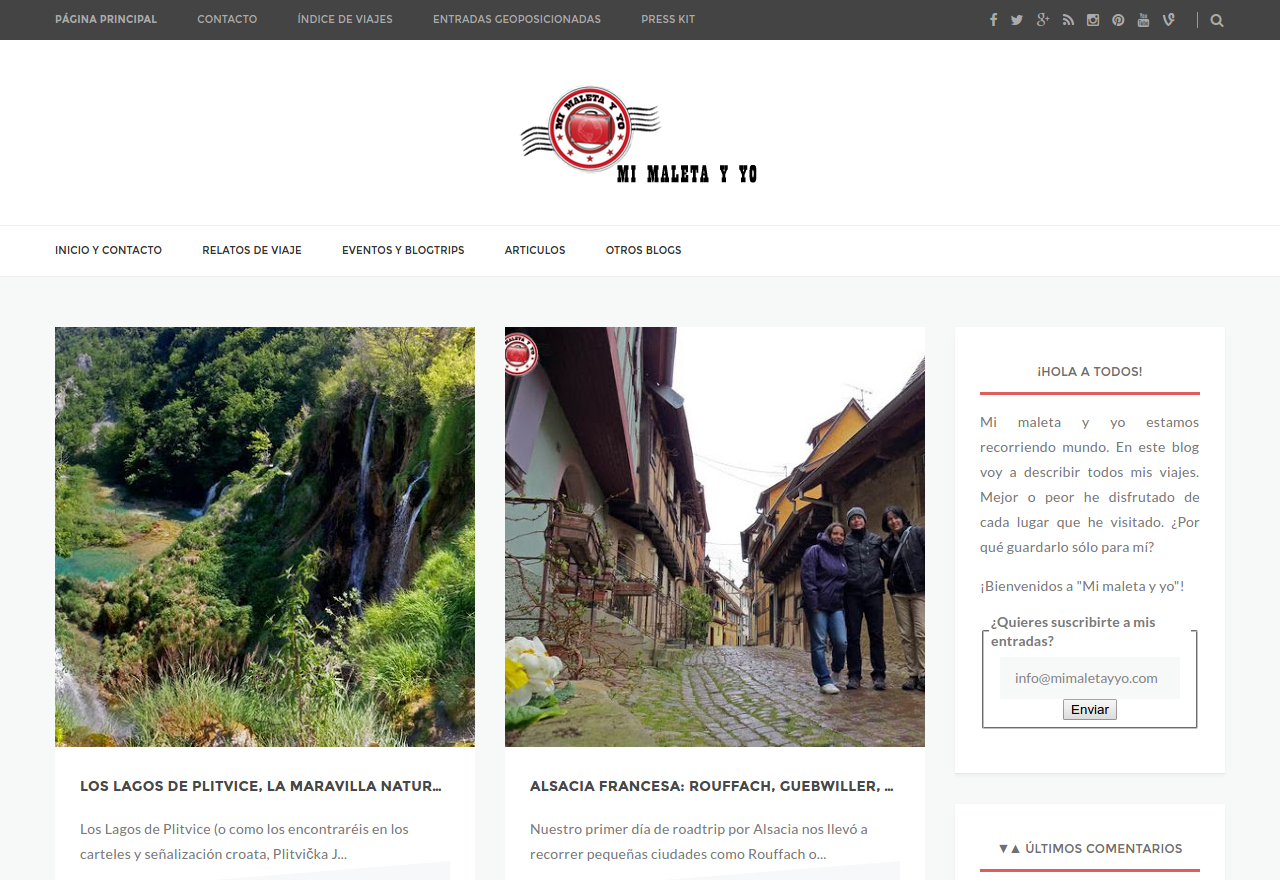 PÁGINA PRINCIPAL CONTACTO ÍNDICE DE VIAJES ENTRADAS GEOPOSICIONADAS PRESS KIT
MI MALETA Y YO
MI MALETA Y YO
INICIO Y CONTACTO RELATOS DE VIAJE EVENTOS Y BLOGTRIPS ARTICULOS OTROS BLOGS
LOS LAGOS DE PLITVICE, LA MARAVILLA NATUR...
Los Lagos de Plitvice (o como los encontraréis en los
carteles y señalización croata, Plitvička J...
ALSACIA FRANCESA: ROUFFACH, GUEBWILLER, ...
Nuestro primer día de roadtrip por Alsacia nos llevó a
recorrer pequeñas ciudades como Rouffach o...
¡HOLA A TODOS!
Mi maleta y yo estamos
recorriendo mundo. En este blog
voy a describir todos mis viajes.
Mejor o peor he disfrutado de
cada lugar que he visitado. ¿Por
qué guardarlo sólo para mí?
¡Bienvenidos a "Mi maleta y yo"!
¿Quieres suscribirte a mis
entradas?
info@mimaletayyo.com
Enviar
▼▲ ÚLTIMOS COMENTARIOS